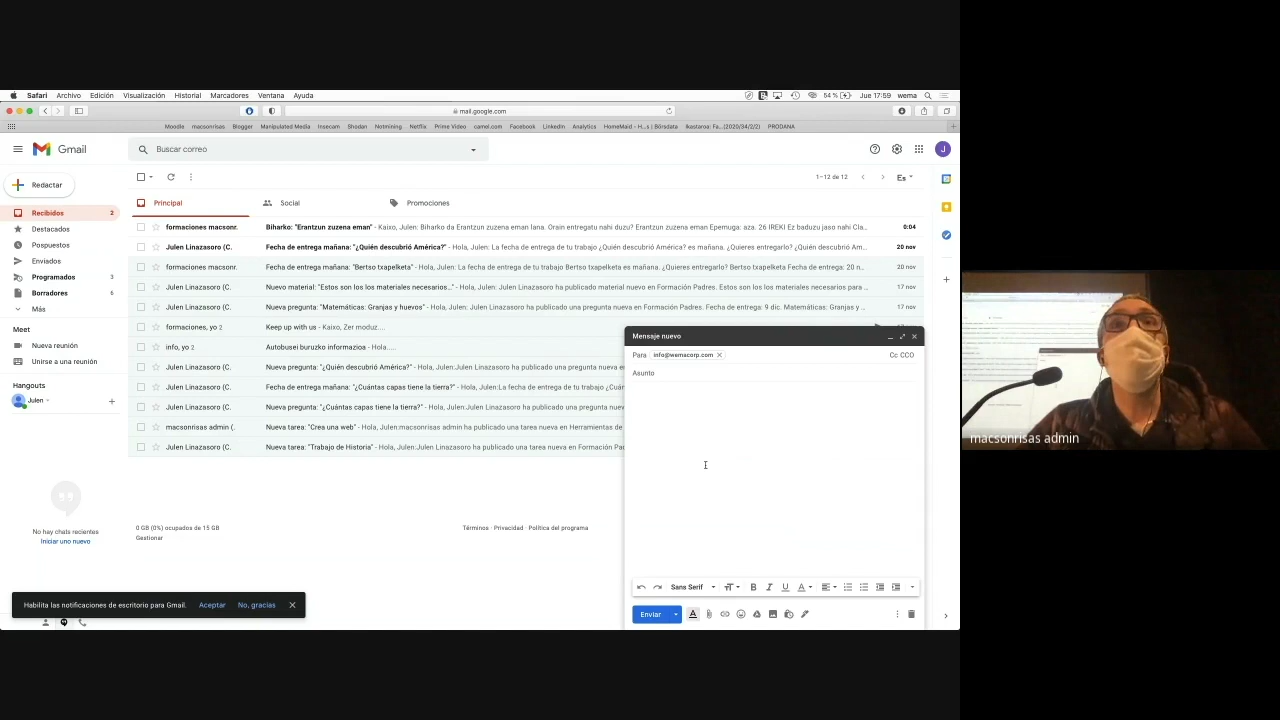 Safari Archivo Edición Visualización Historial Marcadores Ventana Ayuda 54 % Jue 17:59 wema
mail.google.com
Moodle macsonrisas Blogger Manipulated Media Insecam Shodan Notmining Netflix Prime Video camel.com Facebook LinkedIn Analytics HomeMaid - H...s | Börsdata Ikastaroa: Fa...(2020/34/2/2) PRODANA
Gmail
Buscar correo
Redactar
1–12 de 12
Es
Recibidos 2
Destacados
Pospuestos
Enviados
Programados 3
Borradores 6
Más
Meet
Nueva reunión
Unirse a una reunión
Hangouts
Julen
No hay chats recientes
Iniciar uno nuevo
Principal Social Promociones
formaciones macsonr. Biharko: "Erantzun zuzena eman" - Kaixo, Julen: Biharko da Erantzun zuzena eman lana. Orain entregatu nahi duzu? Erantzun zuzena eman Epemuga: aza. 26 IREKI Ez baduzu jaso nahi Cla... 0:04
Julen Linazasoro (C. Fecha de entrega mañana: "¿Quién descubrió América?" - Hola, Julen: La fecha de entrega de tu trabajo ¿Quién descubrió América? es mañana. ¿Quieres entregarlo? ¿Quién descubrió Am... 20 nov
formaciones macsonr. Fecha de entrega mañana: "Bertso txapelketa" - Hola, Julen: La fecha de entrega de tu trabajo Bertso txapelketa es mañana. ¿Quieres entregarlo? Bertso txapelketa Fecha de entrega: 20 n... 20 nov
Julen Linazasoro (C. Nuevo material: "Estos son los los materiales necesarios..." - Hola, Julen: Julen Linazasoro ha publicado material nuevo en Formación Padres. Estos son los los materiales necesarios para ... 17 nov
Julen Linazasoro (C. Nueva pregunta: "Matemáticas: Granjas y huevos" - Hola, Julen: Julen Linazasoro ha publicado una pregunta nueva en Formación Padres. Fecha de entrega: 9 dic. Matemáticas: Granjas y ... 17 nov
formaciones, yo 2 Keep up with us - Kaixo, Zer moduz....
info, yo 2 Segurtasun Buruzko informazioa - Hola....
Julen Linazasoro (C. Nueva pregunta: "¿Quién descubrió América?" - Hola, Julen:Julen Linazasoro ha publicado una pregunta nueva e
Julen Linazasoro (C. Fecha de entrega mañana: "¿Cuántas capas tiene la tierra?" - Hola, Julen:La fecha de entrega de tu trabajo ¿Cuán
Julen Linazasoro (C. Nueva pregunta: "¿Cuántas capas tiene la tierra?" - Hola, Julen:Julen Linazasoro ha publicado una pregunta nuev
macsonrisas admin (. Nueva tarea: "Crea una web" - Hola, Julen:macsonrisas admin ha publicado una tarea nueva en Herramientas de
Julen Linazasoro (C. Nueva tarea: "Trabajo de Historia" - Hola, Julen:Julen Linazasoro ha publicado una tarea nueva en Formación Pad
0 GB (0%) ocupados de 15 GB
Gestionar
Términos · Privacidad · Política del programa
Mensaje nuevo
Para info@wemacorp.com Cc CCO
Asunto
Sans Serif
Enviar
Habilita las notificaciones de escritorio para Gmail. Aceptar No, gracias
J
macsonrisas admin